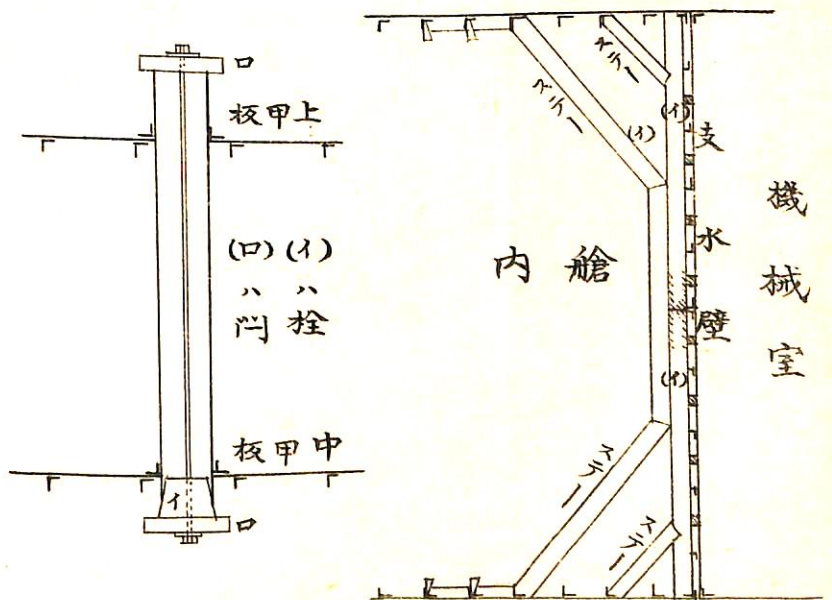 機械室
支水壁
ステー
ステー
(イ)
(イ)
艙内
(イ)
ステー
ステー
ロ
上甲板
(イ)ハ栓
(ロ)ハ閂
中甲板
イ
ロ